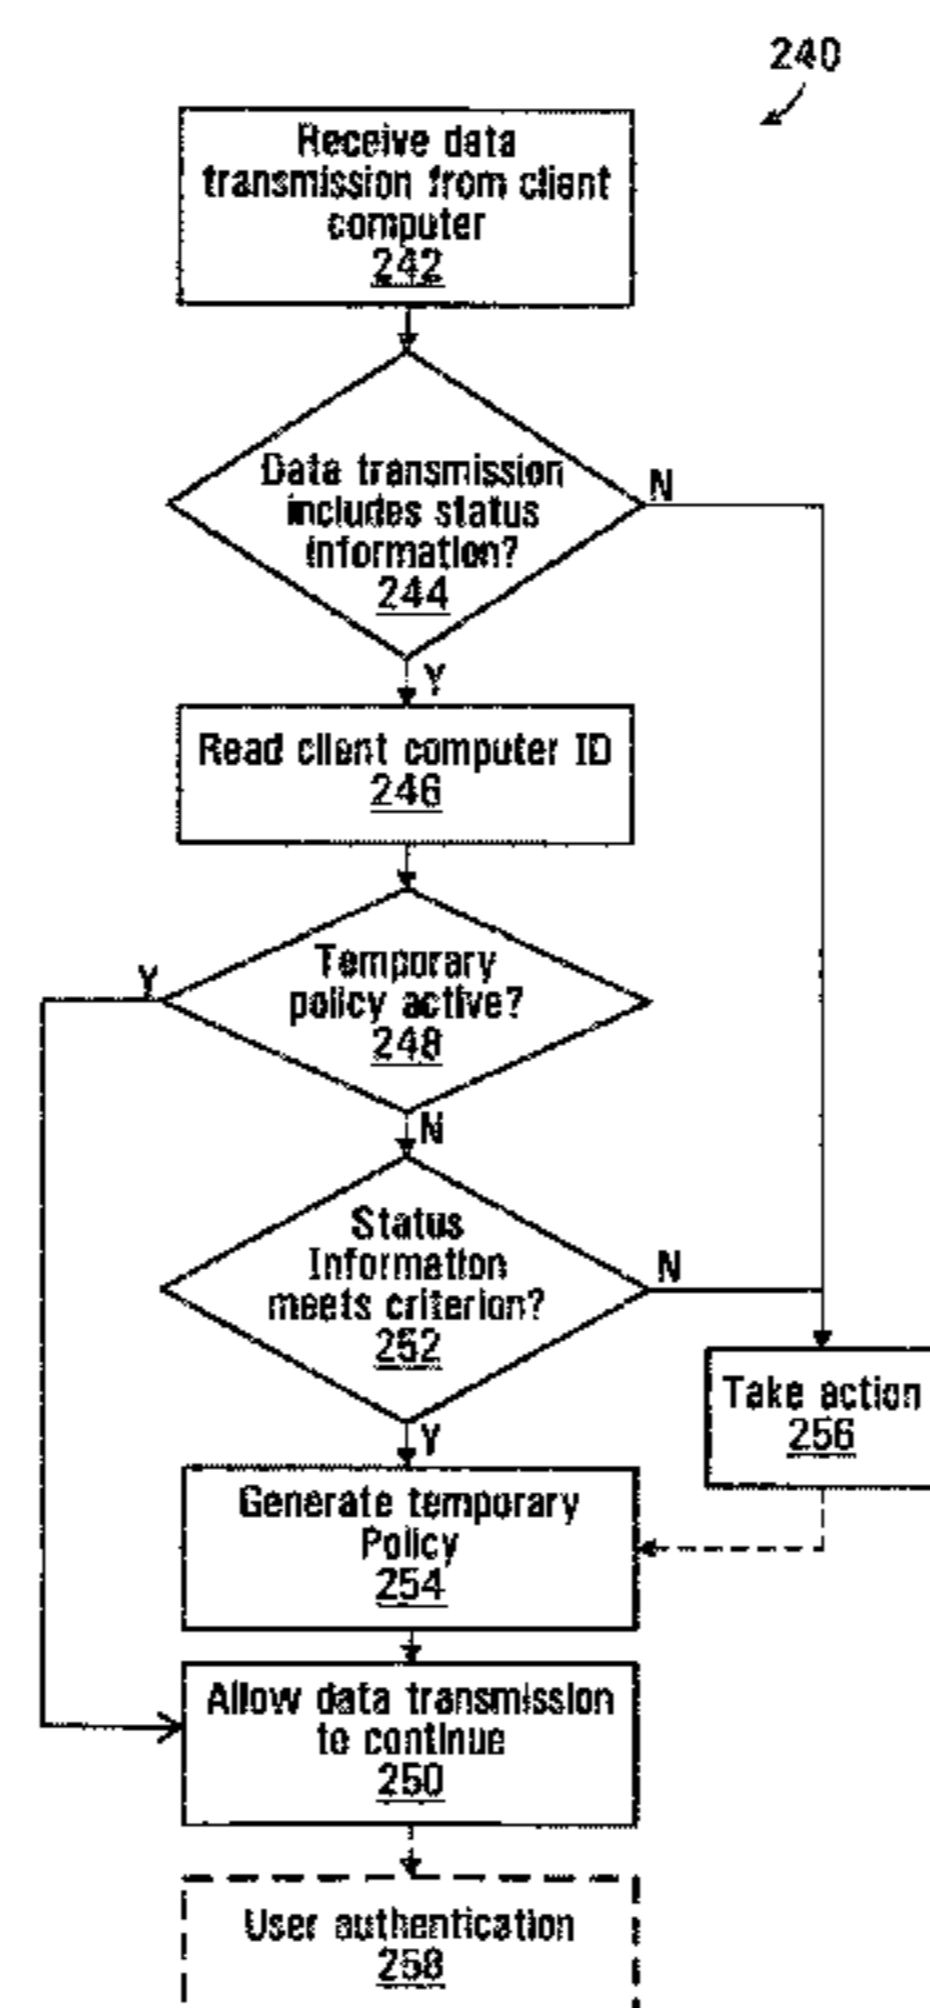 240
Receive data
transmission from client
computer
242
Data transmission
includes status
information?
244
N
Y
Read client computer ID
246
Temporary
policy active?
248
Y
N
Status
Information
meets criterion?
252
N
Y
Take action
256
Generate temporary
Policy
254
Allow data transmission
to continue
250
User authentication
258